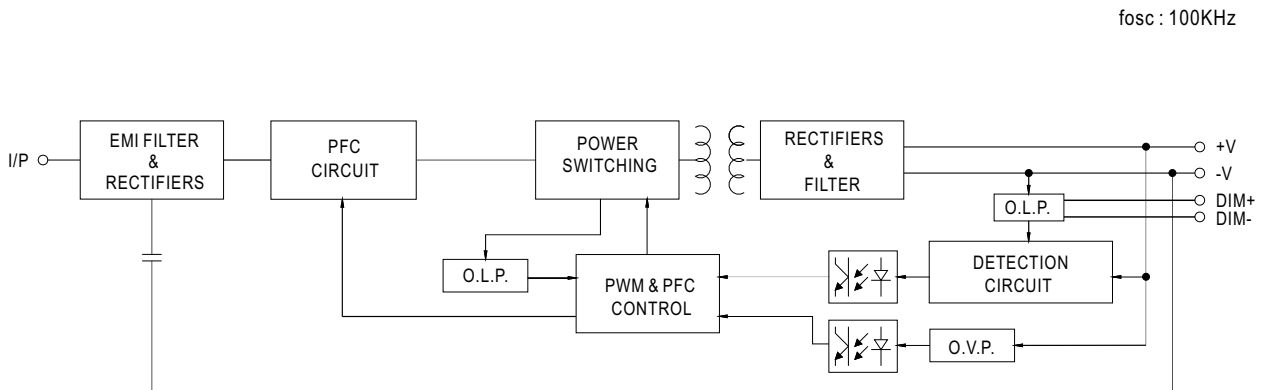 fosc : 100KHz
I/P
EMI FILTER
&
RECTIFIERS
PFC
CIRCUIT
POWER
SWITCHING
RECTIFIERS
&
FILTER
+V
-V
DIM+
DIM-
O.L.P.
O.L.P.
PWM & PFC
CONTROL
DETECTION
CIRCUIT
O.V.P.